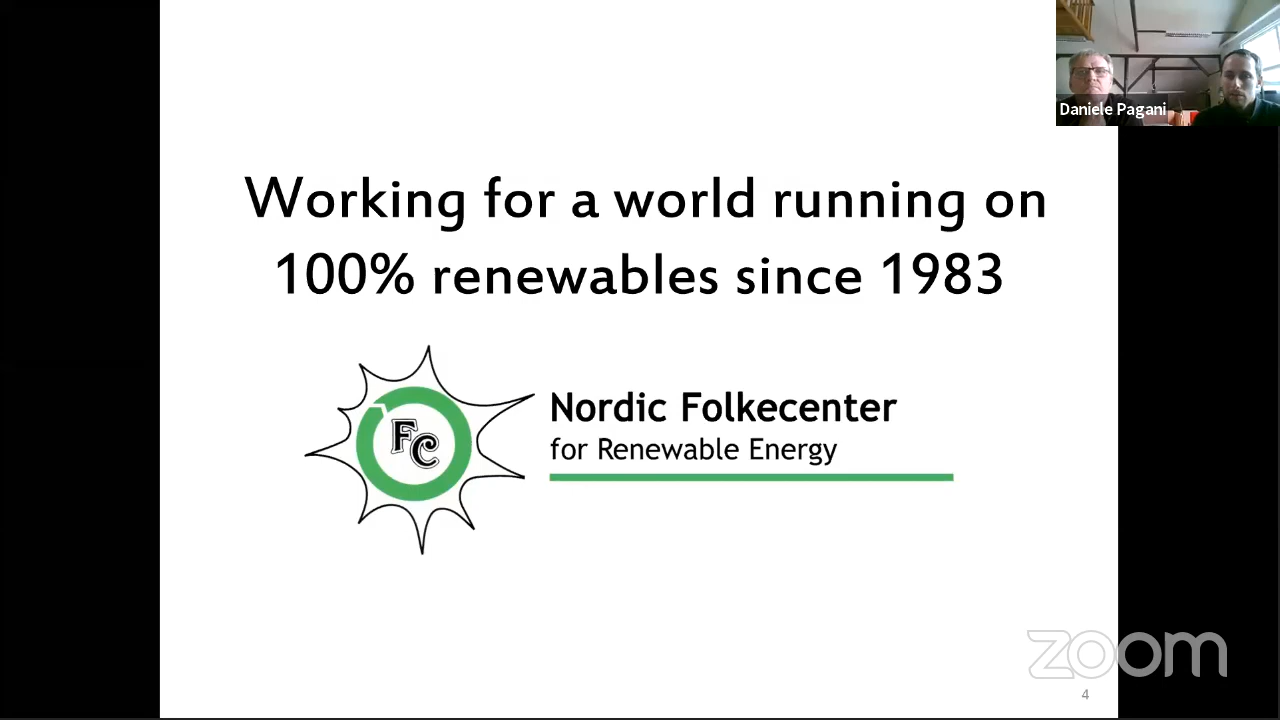 Daniele Pagani
Working for a world running on
100% renewables since 1983
FC
Nordic Folkecenter
for Renewable Energy
zoom
4